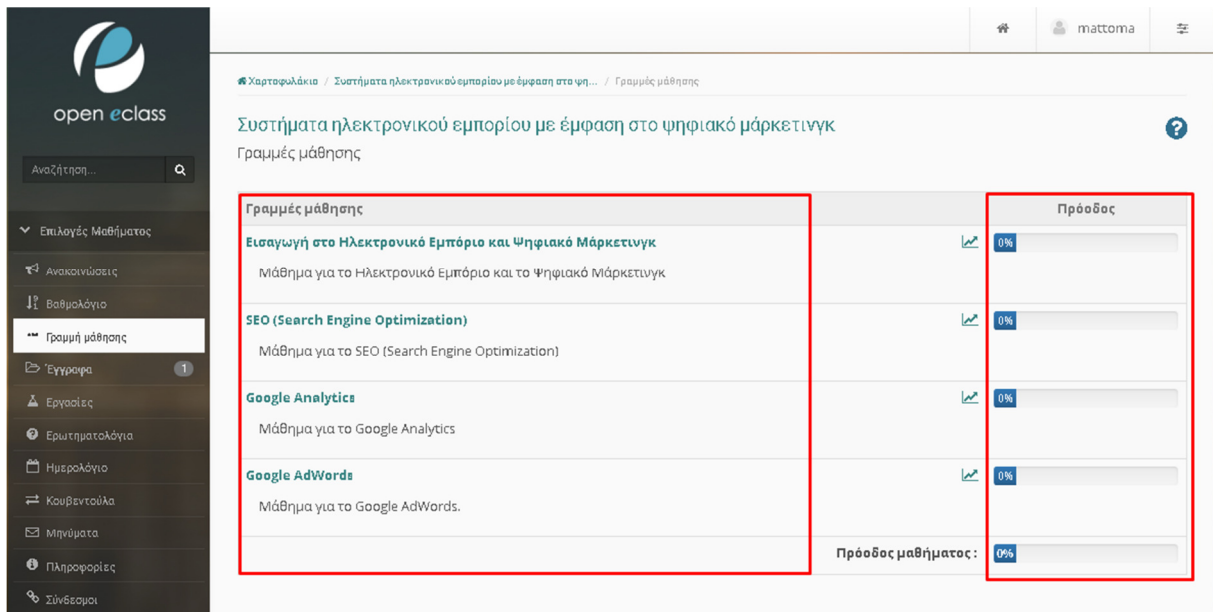 open eclass
Αναζήτηση...
Επιλογές Μαθήματος
Ανακοινώσεις
Βαθμολόγιο
Γραμμή μάθησης
Έγγραφα 1
Εργασίες
Ερωτηματολόγια
Ημερολόγιο
Κουβεντούλα
Μηνύματα
Πληροφορίες
Σύνδεσμοι
mattoma
Χαρτοφυλάκιο / Συστήματα ηλεκτρονικού εμπορίου με έμφαση στο ψη... / Γραμμές μάθησης
Συστήματα ηλεκτρονικού εμπορίου με έμφαση στο ψηφιακό μάρκετινγκ
Γραμμές μάθησης
Γραμμές μάθησης Πρόοδος
Εισαγωγή στο Ηλεκτρονικό Εμπόριο και Ψηφιακό Μάρκετινγκ 0%
Μάθημα για το Ηλεκτρονικό Εμπόριο και το Ψηφιακό Μάρκετινγκ
SEO (Search Engine Optimization) 0%
Μάθημα για το SEO (Search Engine Optimization)
Google Analytics 0%
Μάθημα για το Google Analytics
Google AdWords 0%
Μάθημα για το Google AdWords.
Πρόοδος μαθήματος : 0%